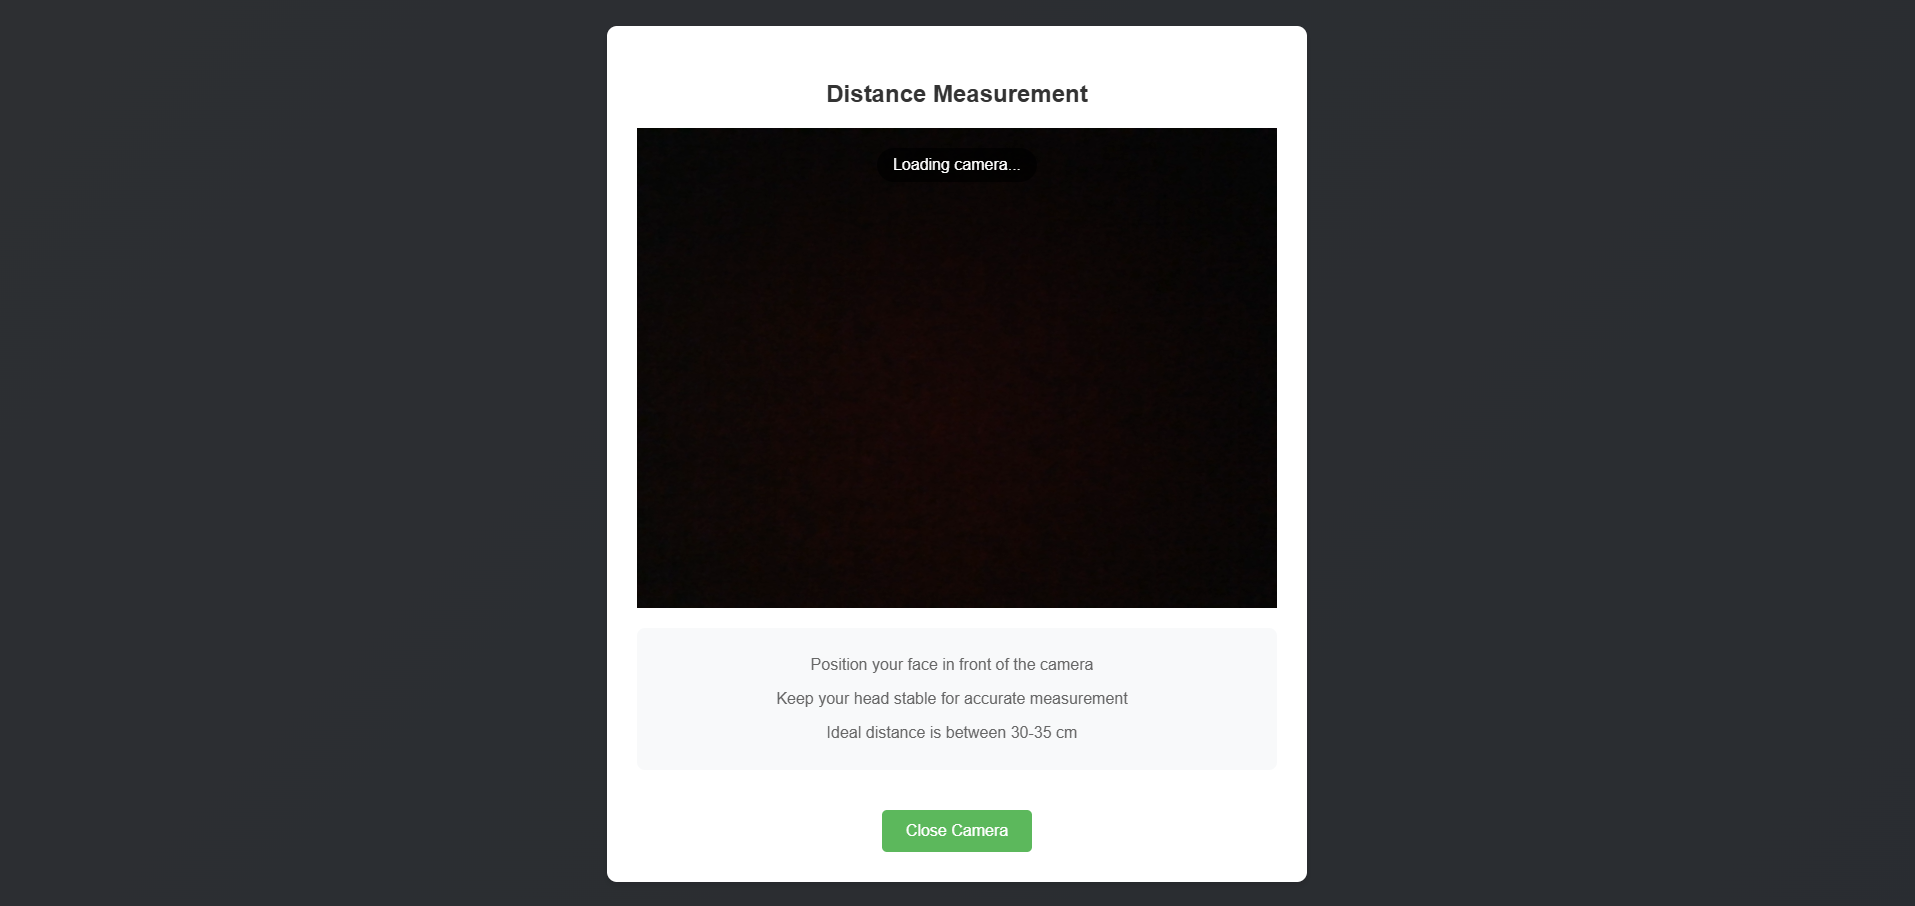 Distance Measurement
Loading camera...
Position your face in front of the camera
Keep your head stable for accurate measurement
Ideal distance is between 30-35 cm
Close Camera